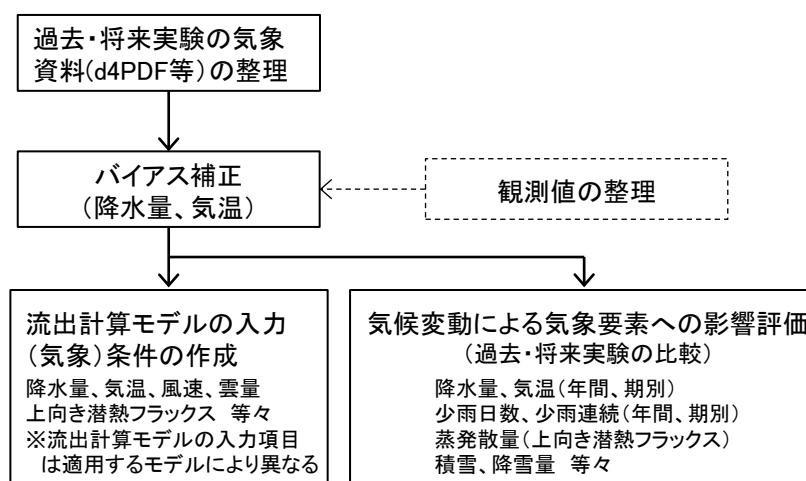 過去・将来実験の気象
資料(d4PDF等)の整理
バイアス補正
(降水量、気温)
観測値の整理
流出計算モデルの入力
(気象)条件の作成
降水量、気温、風速、雲量
上向き潜熱フラックス 等々
※流出計算モデルの入力項目
は適用するモデルにより異なる
気候変動による気象要素への影響評価
(過去・将来実験の比較)
降水量、気温(年間、期別)
少雨日数、少雨連続(年間、期別)
蒸発散量(上向き潜熱フラックス)
積雪、降雪量 等々